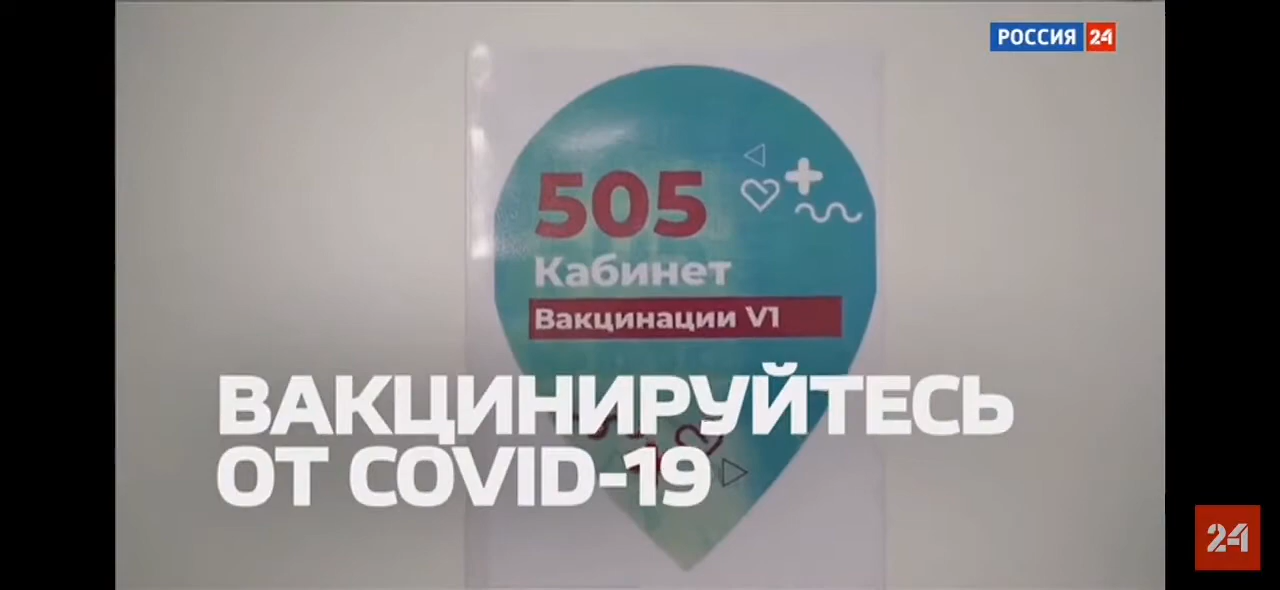 РОССИЯ 24
505
Кабинет
Вакцинации V1
ВАКЦИНИРУЙТЕСЬ
ОТ COVID-19
24